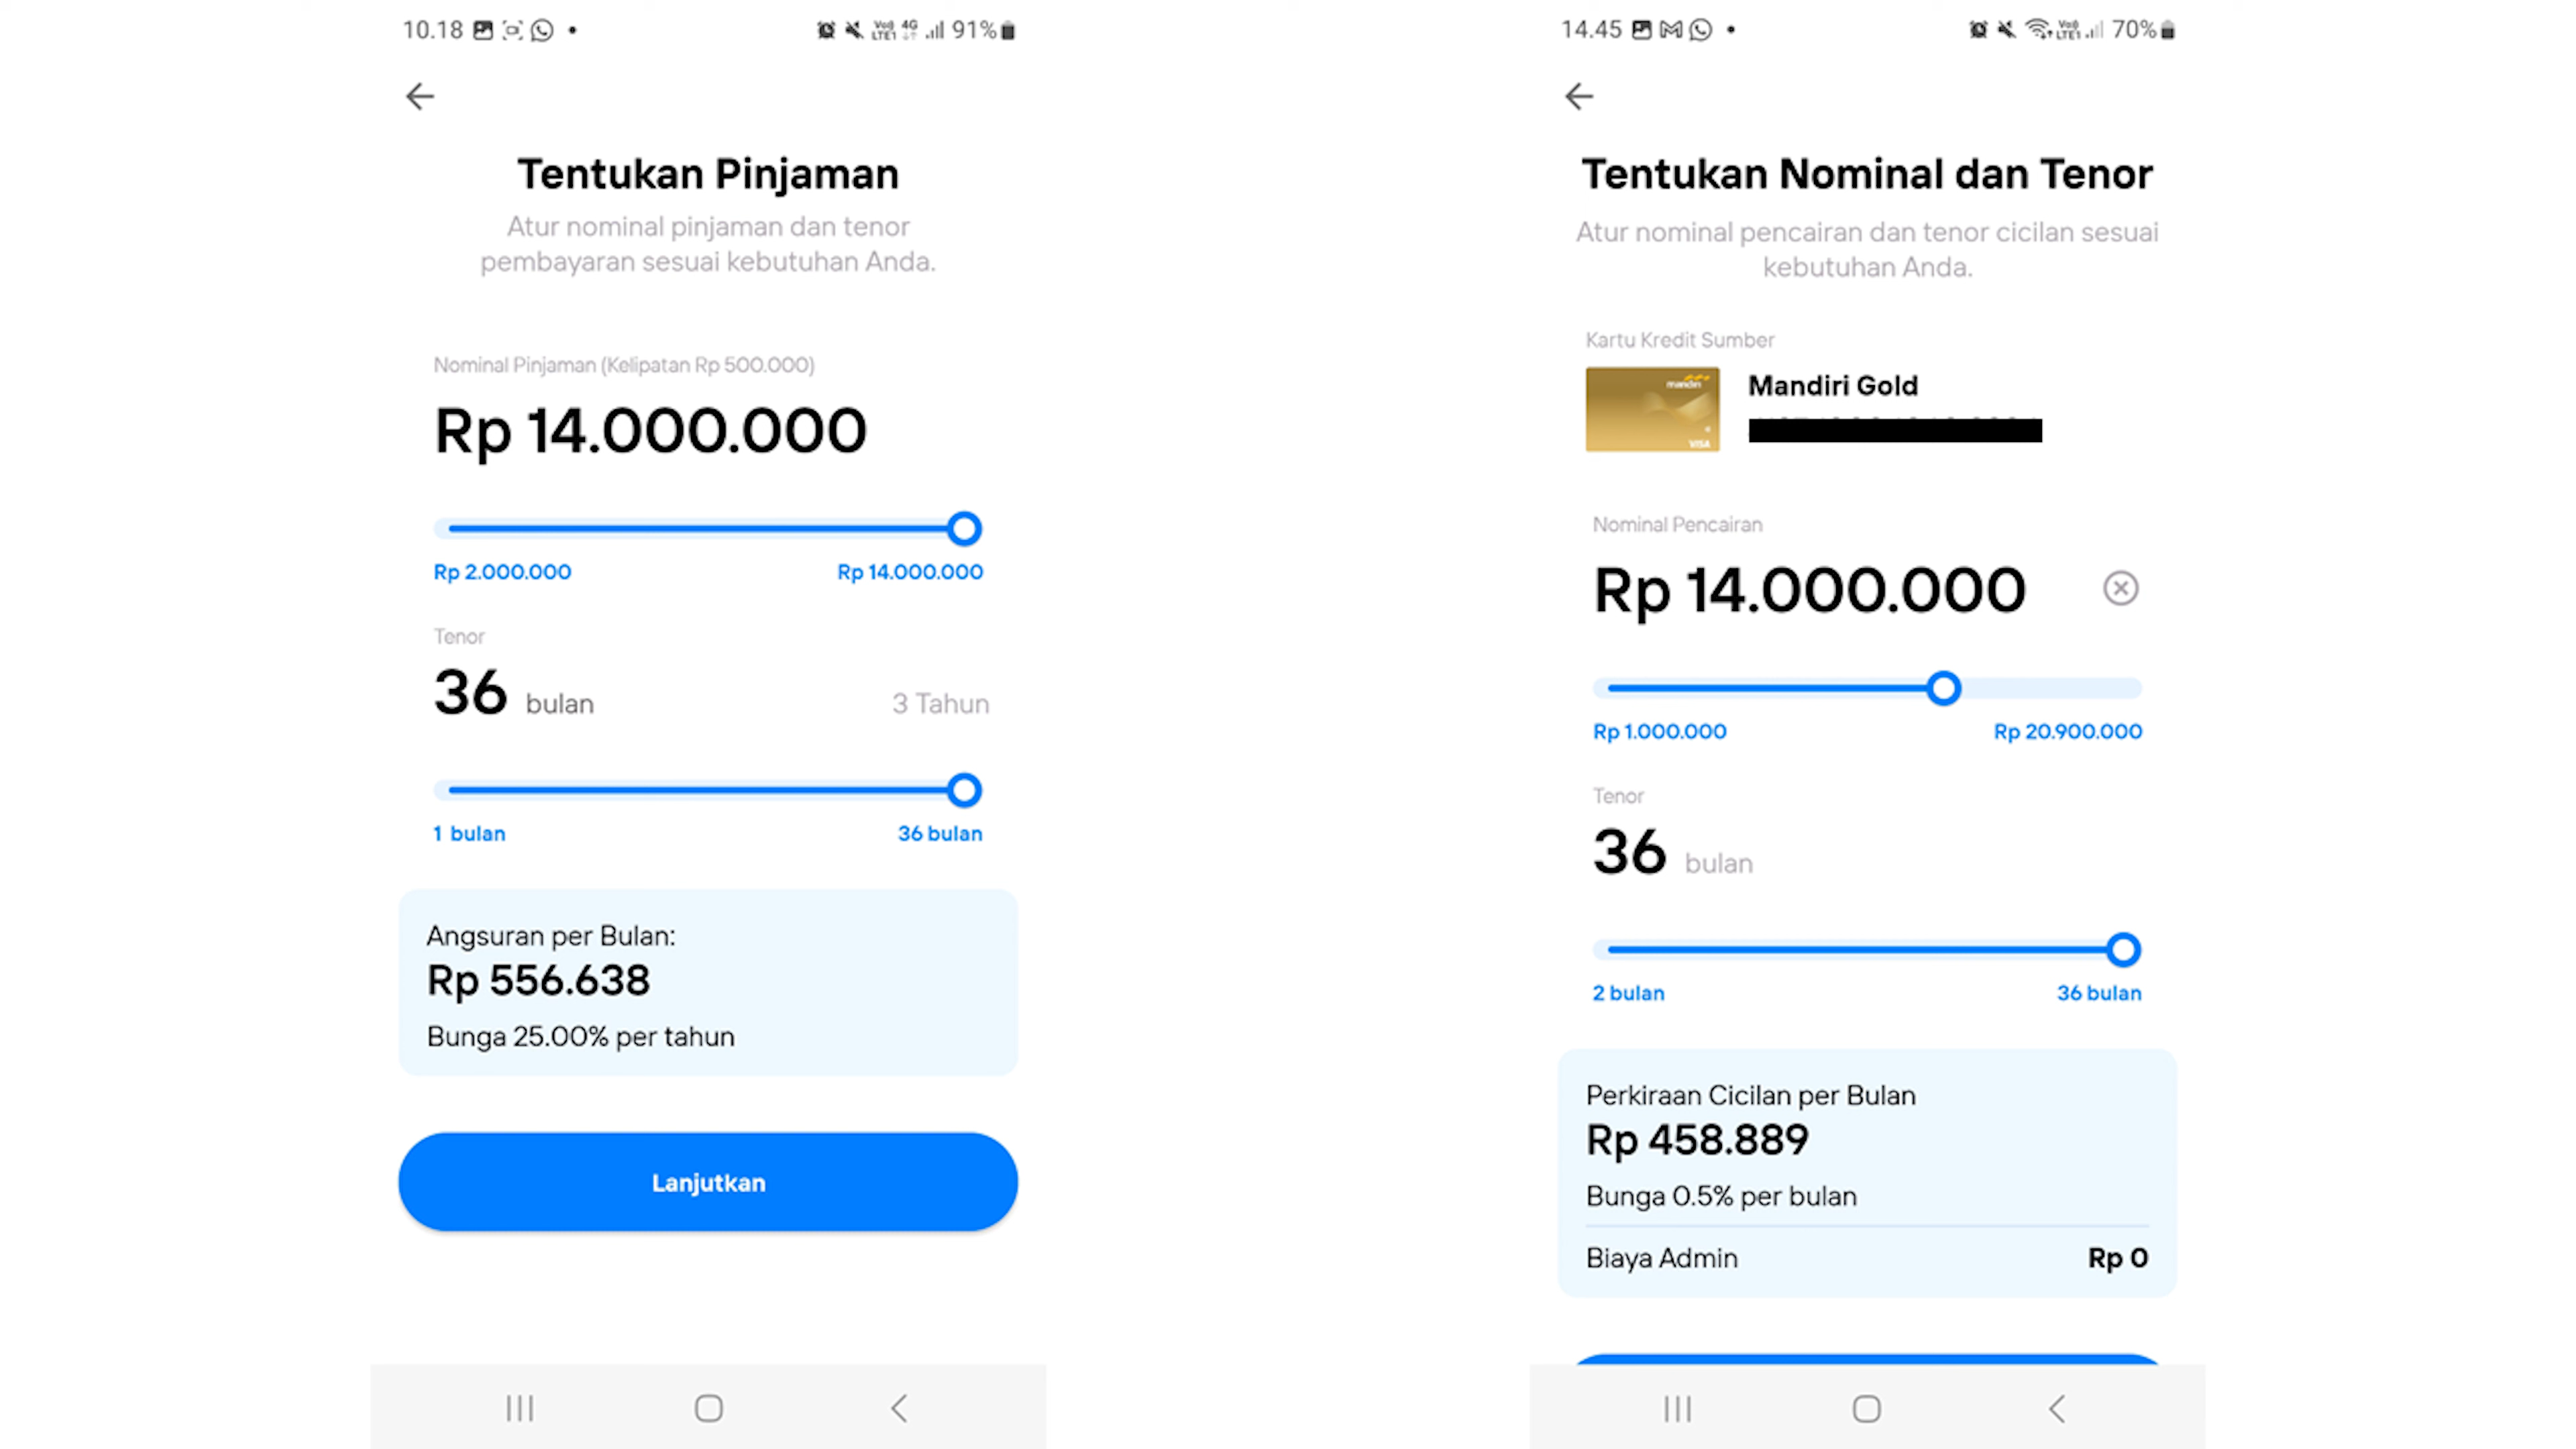 10.18
91%
Tentukan Pinjaman
Atur nominal pinjaman dan tenor
pembayaran sesuai kebutuhan Anda.
Nominal Pinjaman (Kelipatan Rp 500.000)
Rp 14.000.000
Rp 2.000.000 Rp 14.000.000
Tenor
36 bulan 3 Tahun
1 bulan 36 bulan
Angsuran per Bulan:
Rp 556.638
Bunga 25.00% per tahun
Lanjutkan
14.45
70%
Tentukan Nominal dan Tenor
Atur nominal pencairan dan tenor cicilan sesuai
kebutuhan Anda.
Kartu Kredit Sumber
mandiri
VISA
Mandiri Gold
Nominal Pencairan
Rp 14.000.000
Rp 1.000.000 Rp 20.900.000
Tenor
36 bulan
2 bulan 36 bulan
Perkiraan Cicilan per Bulan
Rp 458.889
Bunga 0.5% per bulan
Biaya Admin Rp 0